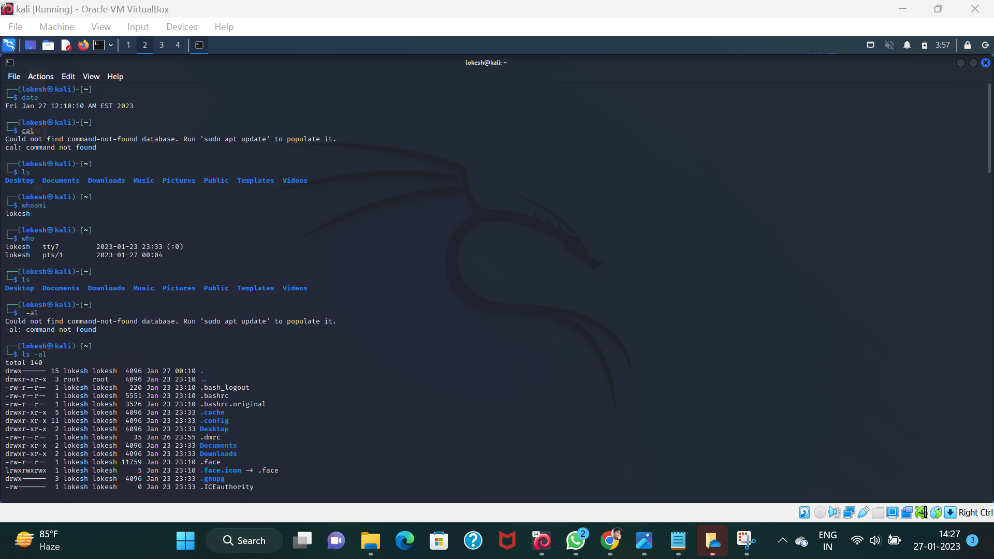 kali [Running] - Oracle VM VirtualBox
File Machine View Input Devices Help
1 2 3 4
3:57
lokesh@kali: ~
File Actions Edit View Help
┌──(lokesh㉿kali)-[~]
└─$ date
Fri Jan 27 12:10:10 AM EST 2023
┌──(lokesh㉿kali)-[~]
└─$ cal
Could not find command-not-found database. Run 'sudo apt update' to populate it.
cal: command not found
┌──(lokesh㉿kali)-[~]
└─$ ls
Desktop Documents Downloads Music Pictures Public Templates Videos
┌──(lokesh㉿kali)-[~]
└─$ whoami
lokesh
┌──(lokesh㉿kali)-[~]
└─$ who
lokesh tty7 2023-01-23 23:33 (:0)
lokesh pts/1 2023-01-27 00:04
┌──(lokesh㉿kali)-[~]
└─$ ls
Desktop Documents Downloads Music Pictures Public Templates Videos
┌──(lokesh㉿kali)-[~]
└─$ -al
Could not find command-not-found database. Run 'sudo apt update' to populate it.
-al: command not found
┌──(lokesh㉿kali)-[~]
└─$ ls -al
total 140
drwx------ 15 lokesh lokesh 4096 Jan 27 00:10 .
drwxr-xr-x 3 root root 4096 Jan 23 23:10 ..
-rw-r--r-- 1 lokesh lokesh 220 Jan 23 23:10 .bash_logout
-rw-r--r-- 1 lokesh lokesh 5551 Jan 23 23:10 .bashrc
-rw-r--r-- 1 lokesh lokesh 3526 Jan 23 23:10 .bashrc.original
drwxr-xr-x 5 lokesh lokesh 4096 Jan 23 23:33 .cache
drwxr-xr-x 11 lokesh lokesh 4096 Jan 23 23:33 .config
drwxr-xr-x 2 lokesh lokesh 4096 Jan 23 23:33 Desktop
-rw-r--r-- 1 lokesh lokesh 35 Jan 26 23:55 .dmrc
drwxr-xr-x 2 lokesh lokesh 4096 Jan 23 23:33 Documents
drwxr-xr-x 2 lokesh lokesh 4096 Jan 23 23:33 Downloads
-rw-r--r-- 1 lokesh lokesh 11759 Jan 23 23:10 .face
lrwxrwxrwx 1 lokesh lokesh 5 Jan 23 23:10 .face.icon -> .face
drwx------ 3 lokesh lokesh 4096 Jan 23 23:33 .gnupg
-rw------- 1 lokesh lokesh 0 Jan 23 23:33 .ICEauthority
Right Ctrl
85°F
Haze
Search
2
ENG
IN
14:27
27-01-2023
3